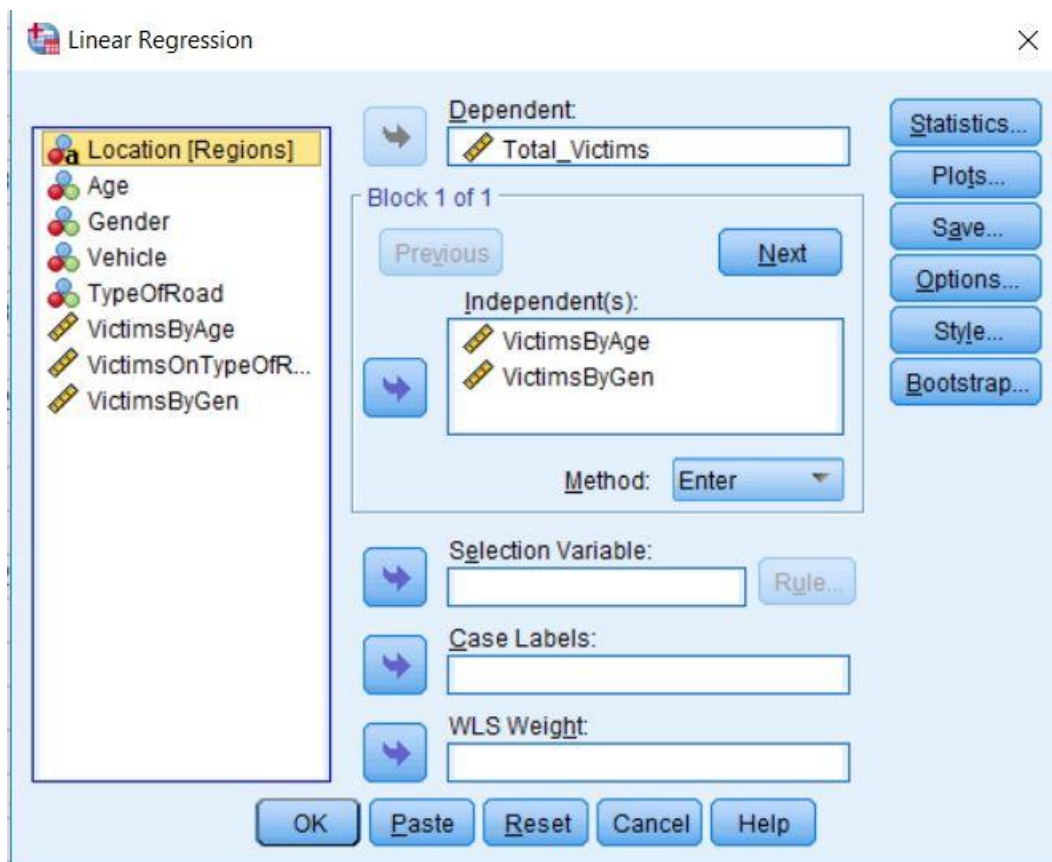 Linear Regression
Location [Regions]
Age
Gender
Vehicle
TypeOfRoad
VictimsByAge
VictimsOnTypeOfR...
VictimsByGen
Dependent:
Total_Victims
Block 1 of 1
Previous
Next
Independent(s):
VictimsByAge
VictimsByGen
Method: Enter
Selection Variable:
Rule...
Case Labels:
WLS Weight:
Statistics...
Plots...
Save...
Options...
Style...
Bootstrap...
OK Paste Reset Cancel Help